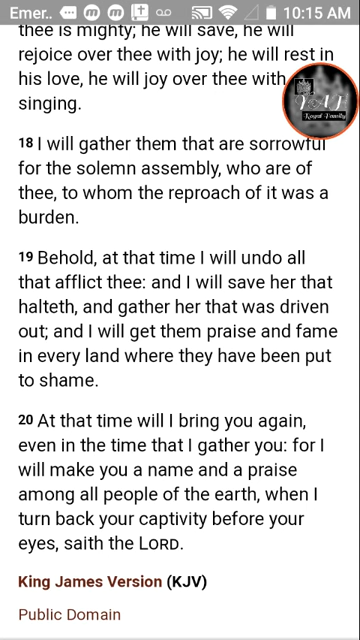 Emer..
10:15 AM
thee is mighty; he will save, he will
rejoice over thee with joy; he will rest in
his love, he will joy over thee with
singing.
18 I will gather them that are sorrowful
for the solemn assembly, who are of
thee, to whom the reproach of it was a
burden.
19 Behold, at that time I will undo all
that afflict thee: and I will save her that
halteth, and gather her that was driven
out; and I will get them praise and fame
in every land where they have been put
to shame.
20 At that time will I bring you again,
even in the time that I gather you: for I
will make you a name and a praise
among all people of the earth, when I
turn back your captivity before your
eyes, saith the LORD.
King James Version (KJV)
Public Domain
Royal Family